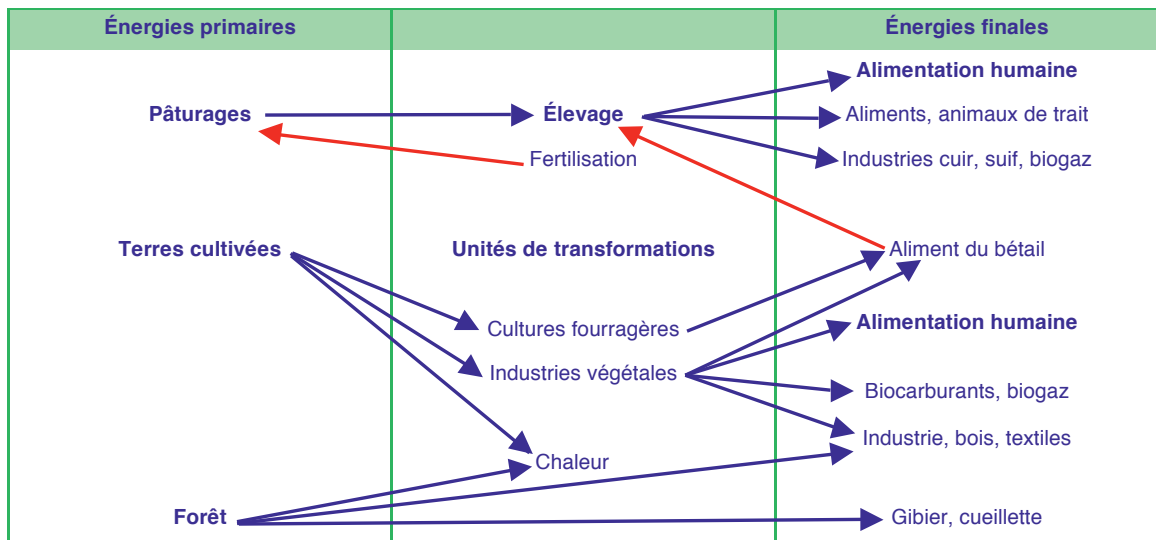 Énergies primaires
Énergies finales
Alimentation humaine
Pâturages
Élevage
Aliments, animaux de trait
Fertilisation
Industries cuir, suif, biogaz
Terres cultivées
Unités de transformations
Aliment du bétail
Cultures fourragères
Alimentation humaine
Industries végétales
Biocarburants, biogaz
Industrie, bois, textiles
Chaleur
Forêt
Gibier, cueillette